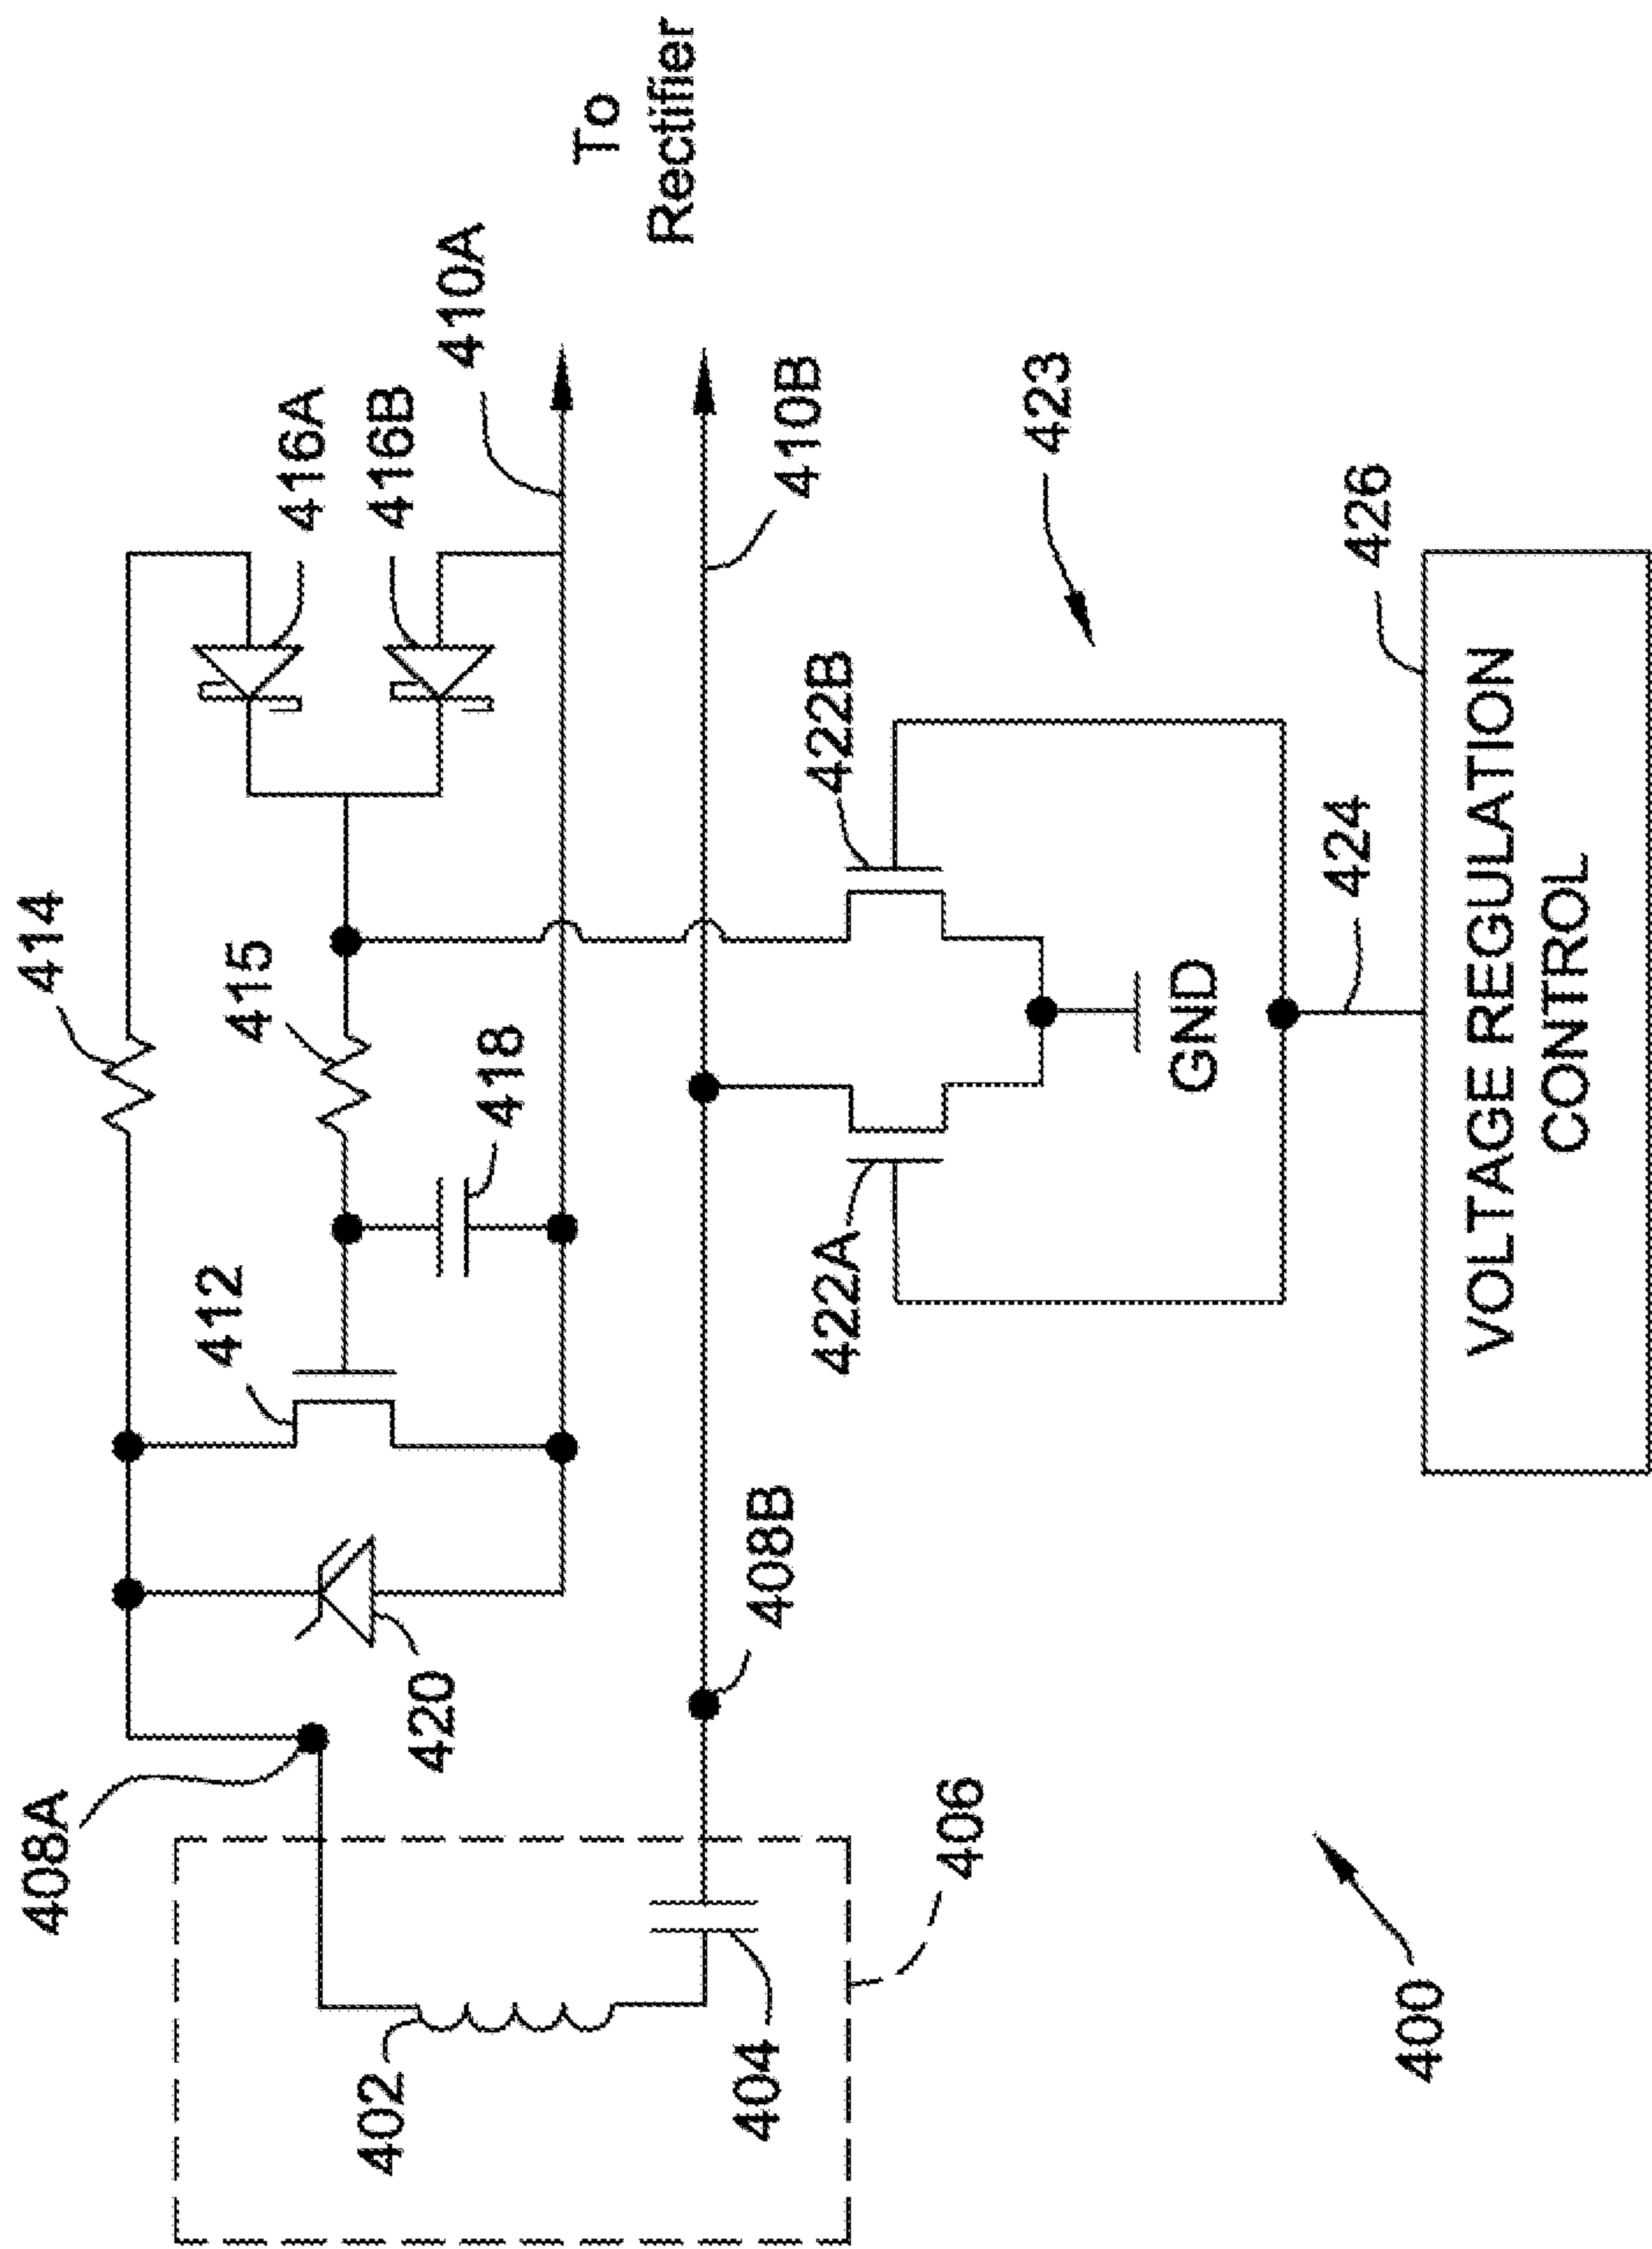 414
416A
416B
415
410A
To
Rectifier
412
418
408A
420
410B
408B
422B
423
402
404
406
422A
GND
424
426
VOLTAGE REGULATION
CONTROL
400